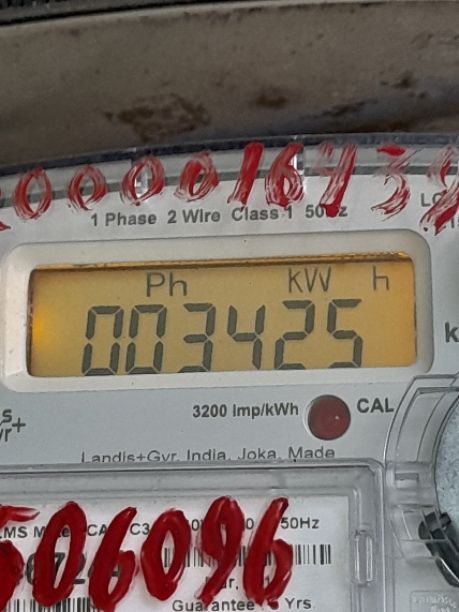 0000164
1 Phase 2 Wire Class 1 50Hz
Ph kW h
003425
3200 Imp/kWh CAL
Landis+Gyr, India, Joka, Made
506096
50Hz
Guarantee Yrs